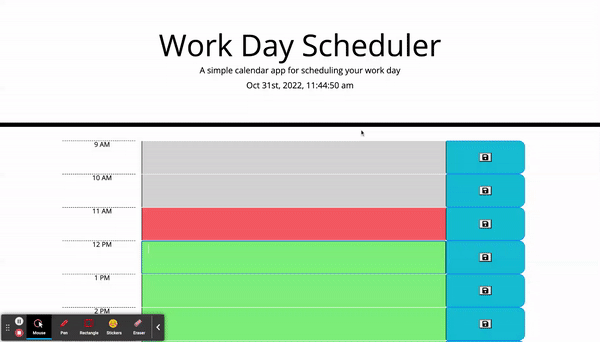 Work Day Scheduler
A simple calendar app for scheduling your work day
Oct 31st, 2022, 11:44:50 am
9 AM
10 AM
11 AM
12 PM
1 PM
2 PM
Mouse Pen Rectangle Stickers Eraser